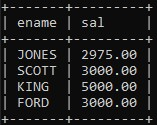 +-------+---------+
| ename | sal     |
+-------+---------+
| JONES | 2975.00 |
| SCOTT | 3000.00 |
| KING  | 5000.00 |
| FORD  | 3000.00 |
+-------+---------+